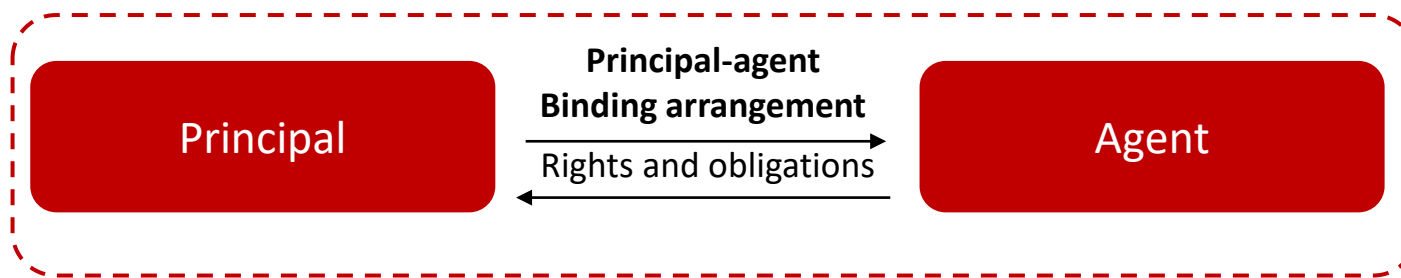 Principal
Principal-agent
Binding arrangement
Rights and obligations
Agent